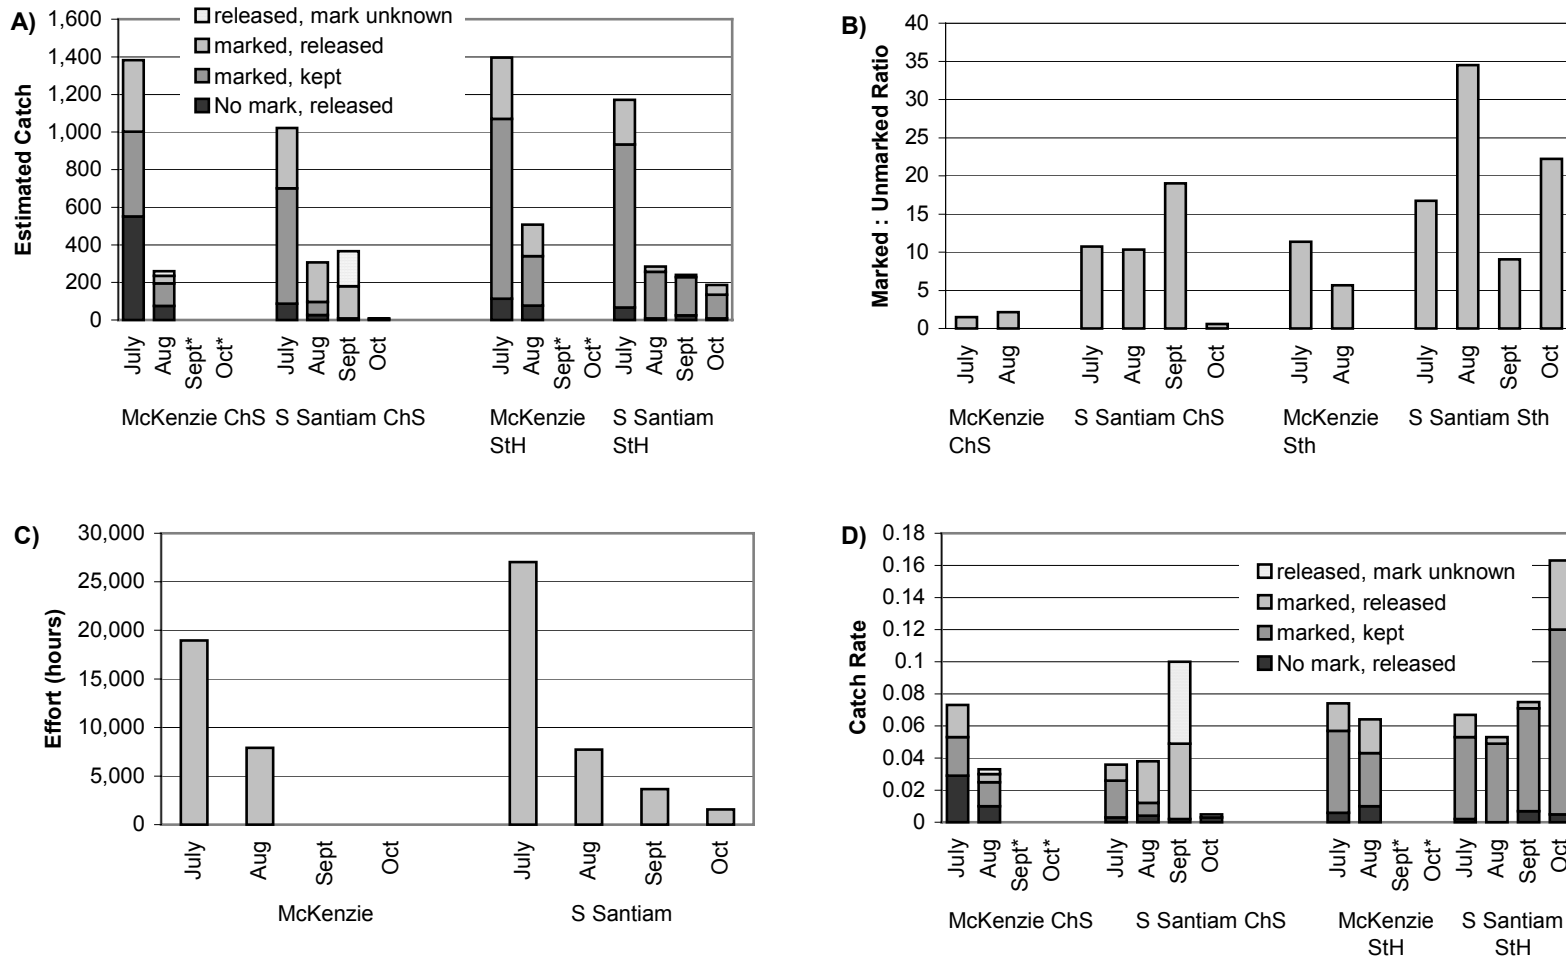 A)
Estimated Catch
1,600
1,400
1,200
1,000
800
600
400
200
0
released, mark unknown
marked, released
marked, kept
No mark, released
July Aug Sept* Oct* July Aug Sept Oct July Aug Sept* Oct* July Aug Sept Oct
McKenzie ChS S Santiam ChS McKenzie S Santiam
StH StH
B)
Marked : Unmarked Ratio
40
35
30
25
20
15
10
5
0
July Aug July Aug Sept Oct July Aug July Aug Sept Oct
McKenzie S Santiam ChS McKenzie S Santiam Sth
ChS Sth
C)
Effort (hours)
30,000
25,000
20,000
15,000
10,000
5,000
0
July Aug Sept Oct July Aug Sept Oct
McKenzie S Santiam
D)
Catch Rate
0.18
0.16
0.14
0.12
0.1
0.08
0.06
0.04
0.02
0
released, mark unknown
marked, released
marked, kept
No mark, released
July Aug Sept* Oct* July Aug Sept Oct July Aug Sept* Oct* July Aug Sept Oct
McKenzie ChS S Santiam ChS McKenzie S Santiam
StH StH